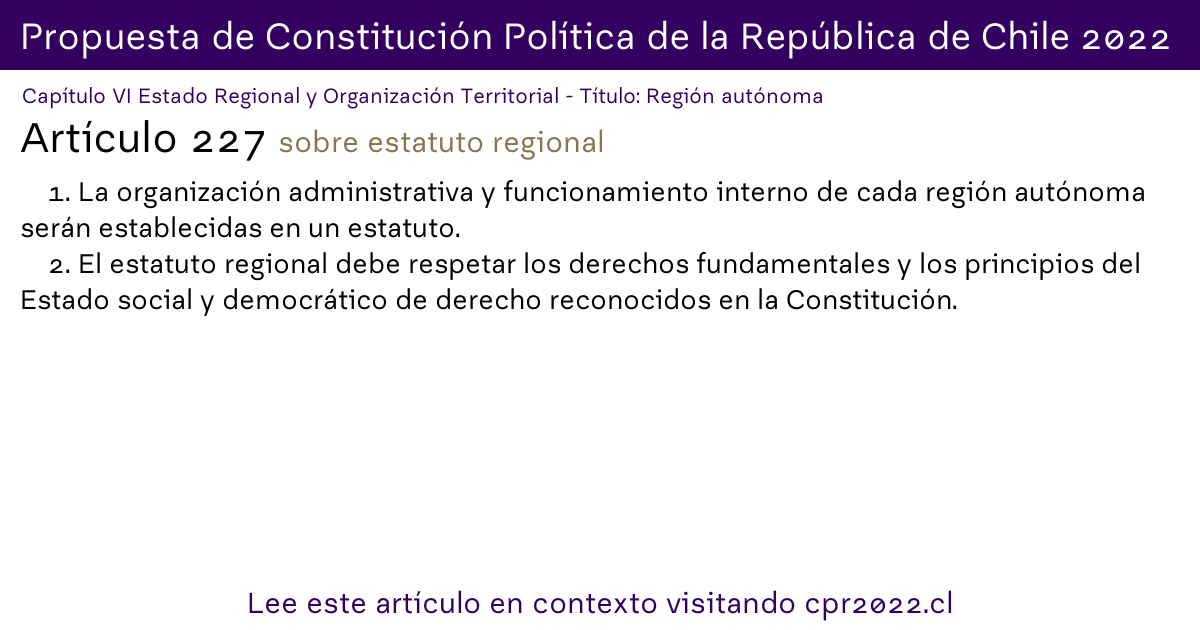 Propuesta de Constitución Política de la República de Chile 2022
Capítulo VI Estado Regional y Organización Territorial - Título: Región autónoma
Artículo 227 sobre estatuto regional
1. La organización administrativa y funcionamiento interno de cada región autónoma
serán establecidas en un estatuto.
2. El estatuto regional debe respetar los derechos fundamentales y los principios del
Estado social y democrático de derecho reconocidos en la Constitución.
Lee este artículo en contexto visitando cpr2022.cl